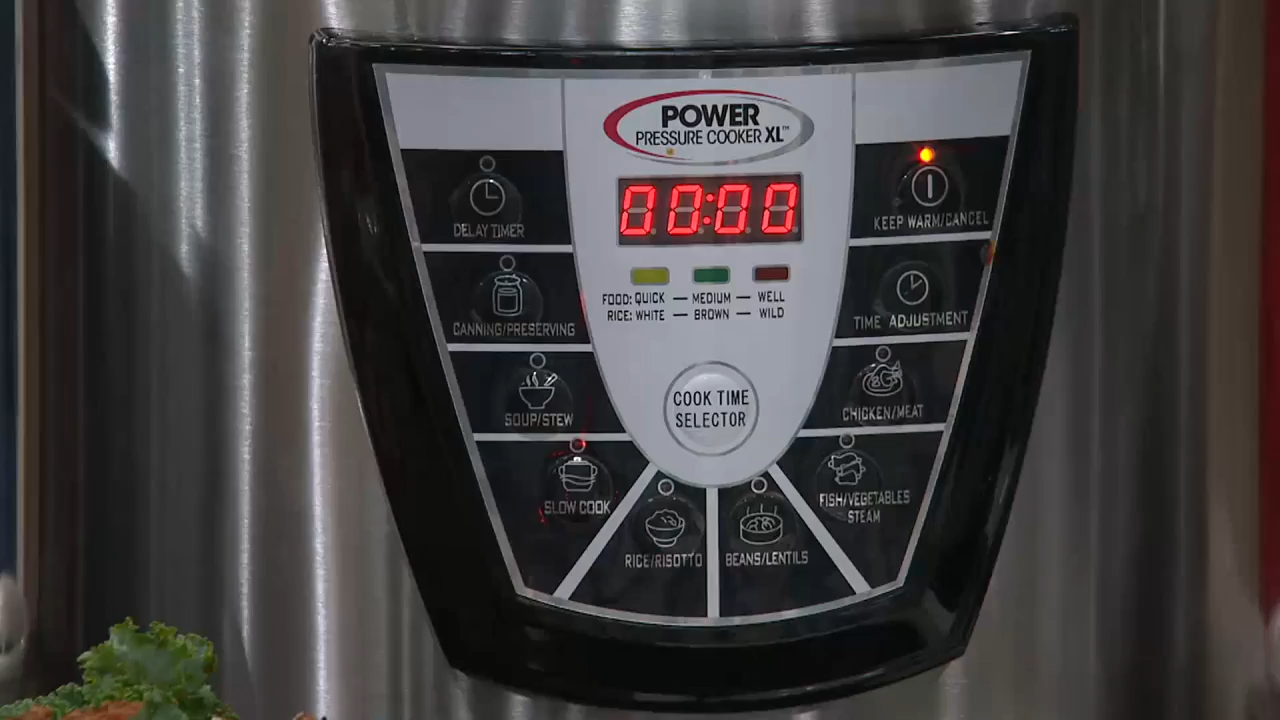 POWER
PRESSURE COOKER XL™
00:00
DELAY TIMER
KEEP WARM/CANCEL
FOOD: QUICK — MEDIUM — WELL
RICE: WHITE — BROWN — WILD
CANNING/PRESERVING
TIME ADJUSTMENT
SOUP/STEW
COOK TIME
SELECTOR
CHICKEN/MEAT
SLOW COOK
FISH/VEGETABLES
STEAM
RICE/RISOTTO
BEANS/LENTILS